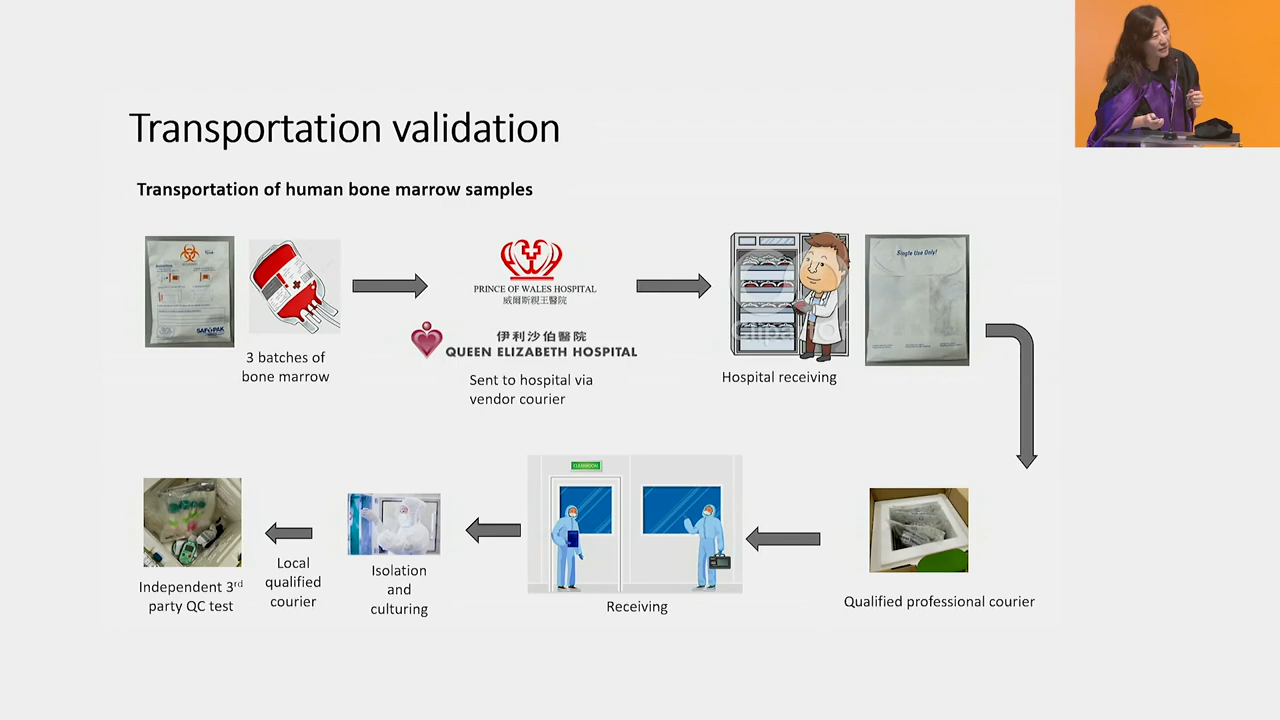 Transportation validation
Transportation of human bone marrow samples
SAF T PAK
3 batches of
bone marrow
PRINCE OF WALES HOSPITAL
威爾斯親王醫院
伊利沙伯醫院
QUEEN ELIZABETH HOSPITAL
Sent to hospital via
vendor courier
Hospital receiving
Single Use Only!
Qualified professional courier
CLEANROOM
Receiving
Isolation
and
culturing
Local
qualified
courier
Independent 3rd
party QC test